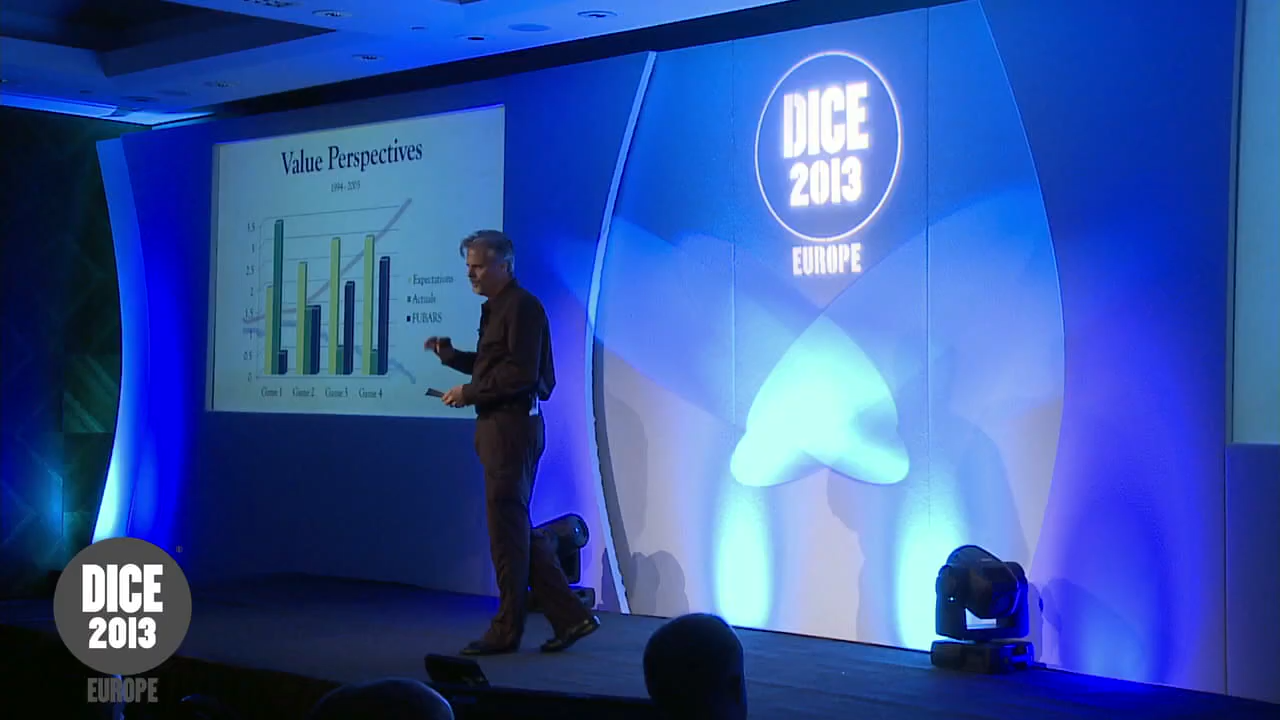 Value Perspectives
1994-2009
3.5
3
2.5
2
1.5
1
0.5
0
Game 1 Game 2 Game 3 Game 4
Expectations
Actuals
FUBARS
DICE
2013
EUROPE
DICE
2013
EUROPE